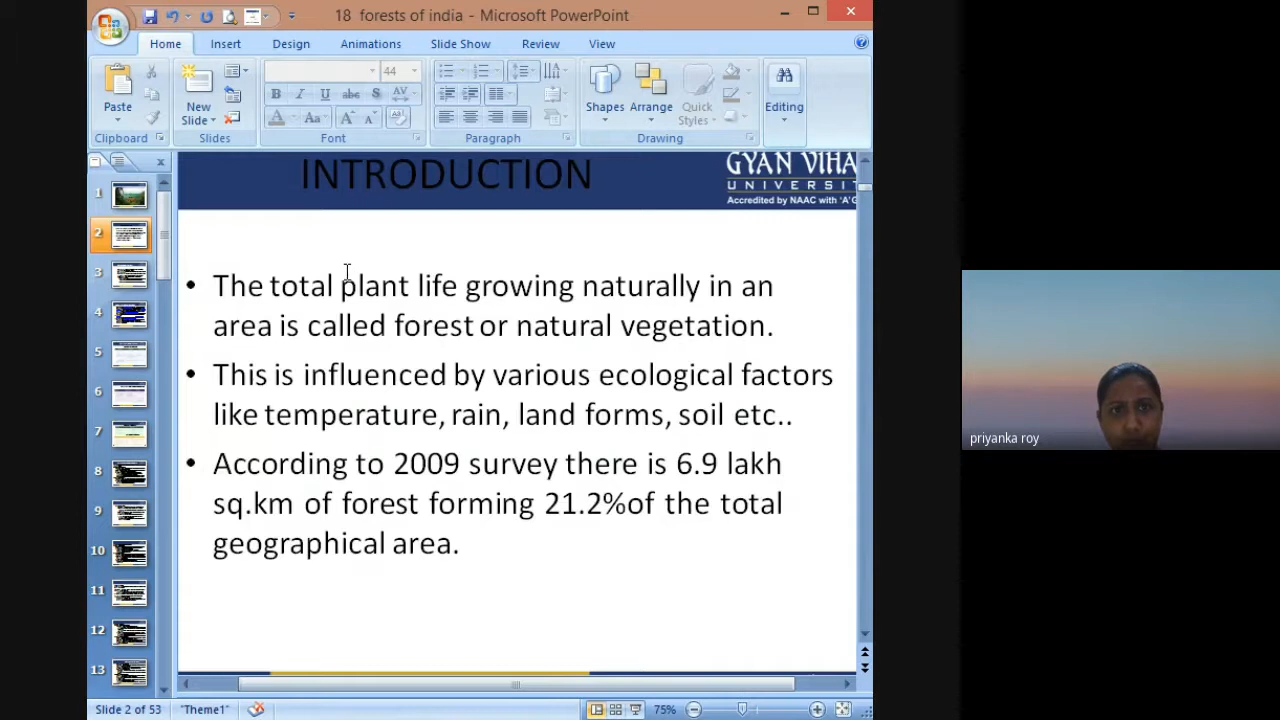 18 forests of india - Microsoft PowerPoint
Home Insert Design Animations Slide Show Review View
44
Paste New Slide Shapes Arrange Quick Styles Editing
Clipboard Slides Font Paragraph Drawing
INTRODUCTION
GYAN VIHA
UNIVERSIT
Accredited by NAAC with 'A'G
• The total plant life growing naturally in an
area is called forest or natural vegetation.
• This is influenced by various ecological factors
like temperature, rain, land forms, soil etc..
• According to 2009 survey there is 6.9 lakh
sq.km of forest forming 21.2%of the total
geographical area.
1
2
3
4
5
6
7
8
9
10
11
12
13
priyanka roy
Slide 2 of 53 "Theme1" 75%